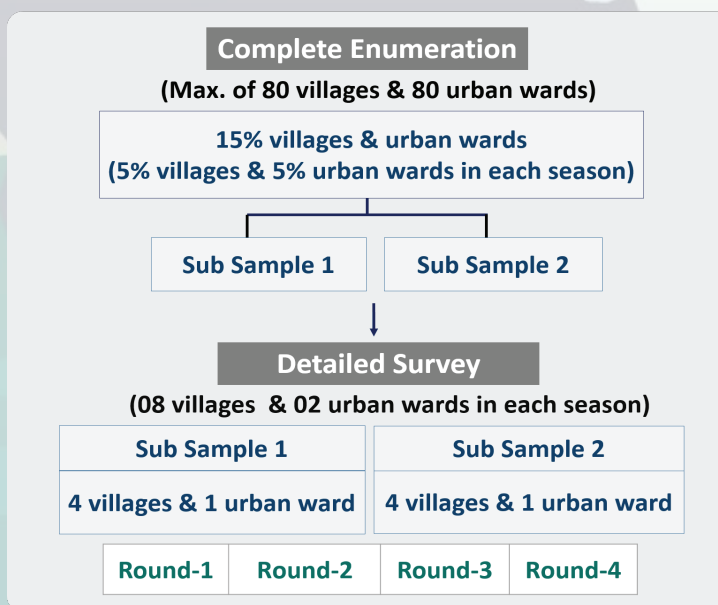 Complete Enumeration
(Max. of 80 villages & 80 urban wards)
15% villages & urban wards
(5% villages & 5% urban wards in each season)
Sub Sample 1
Sub Sample 2
Detailed Survey
(08 villages & 02 urban wards in each season)
Sub Sample 1
Sub Sample 2
4 villages & 1 urban ward
4 villages & 1 urban ward
Round-1
Round-2
Round-3
Round-4